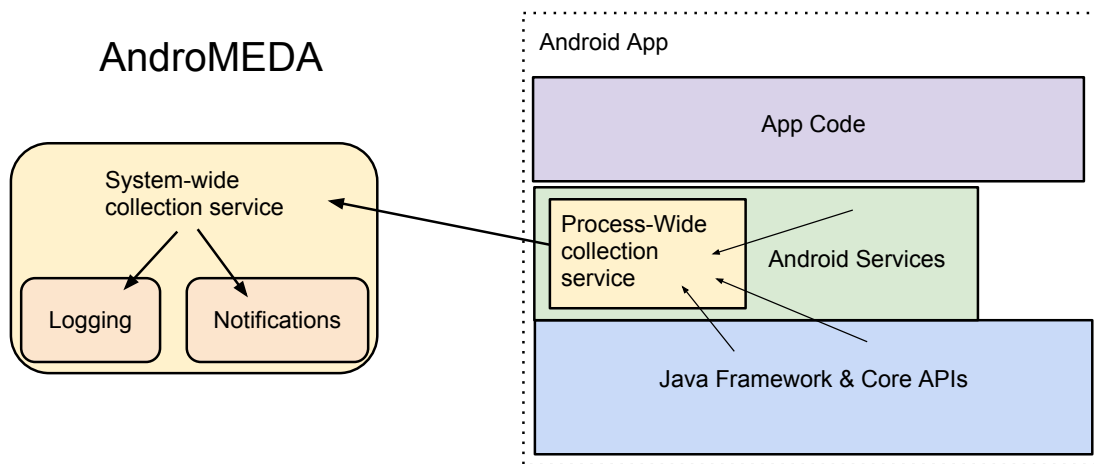 AndroMEDA
System-wide
collection service
Logging
Notifications
Android App
App Code
Process-Wide
collection
service
Android Services
Java Framework & Core APIs